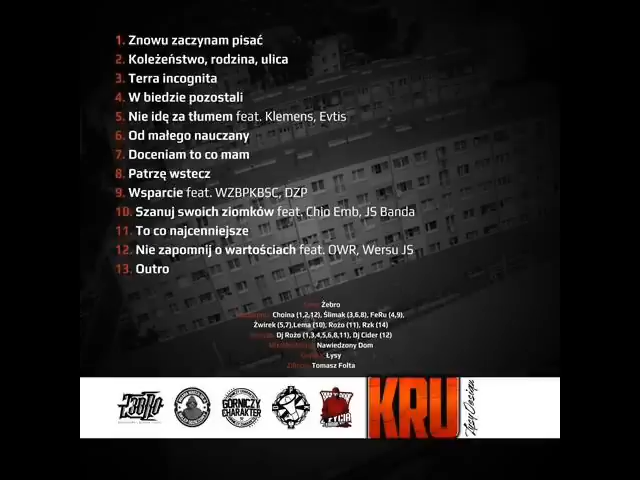 1. Znowu zaczynam pisać
2. Koleżeństwo, rodzina, ulica
3. Terra incognita
4. W biedzie pozostali
5. Nie idę za tłumem feat. Klemens, Evtis
6. Od małego nauczany
7. Doceniam to co mam
8. Patrzę wstecz
9. Wsparcie feat. WZBPKBSC, DZP
10. Szanuj swoich ziomków feat. Chio Emb, JS Banda
11. To co najcenniejsze
12. Nie zapomnij o wartościach feat. OWR, Wersu JS
13. Outro
Żebro
Choina (1,2,12), Ślimak (3,6,8), FeRu (4,9),
Żwirek (5,7), Lema (10), Rożo (11), Rzk (14)
Dj Rożo (1,3,4,5,6,8,11), Dj Cider (12)
Nawiedzony Dom
Łysy
Tomasz Folta
GÓRNICZY
CHARAKTER
KRU